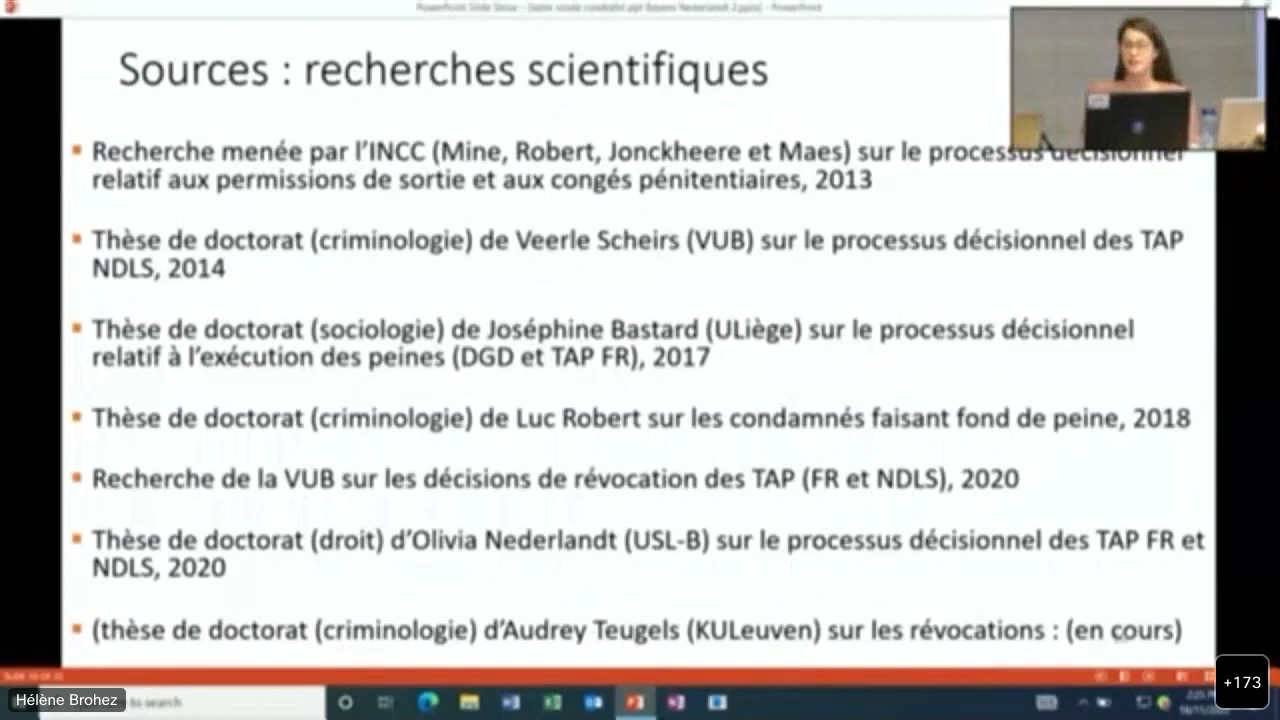 Sources : recherches scientifiques
Recherche menée par l'INCC (Mine, Robert, Jonckheere et Maes) sur le processus décisionnel
relatif aux permissions de sortie et aux congés pénitentiaires, 2013
Thèse de doctorat (criminologie) de Veerle Scheirs (VUB) sur le processus décisionnel des TAP
NDLS, 2014
Thèse de doctorat (sociologie) de Joséphine Bastard (ULiège) sur le processus décisionnel
relatif à l'exécution des peines (DGD et TAP FR), 2017
Thèse de doctorat (criminologie) de Luc Robert sur les condamnés faisant fond de peine, 2018
Recherche de la VUB sur les décisions de révocation des TAP (FR et NDLS), 2020
Thèse de doctorat (droit) d'Olivia Nederlandt (USL-B) sur le processus décisionnel des TAP FR et
NDLS, 2020
(thèse de doctorat (criminologie) d'Audrey Teugels (KULeuven) sur les révocations : (en cours)
Hélène Brohez
to search
+173